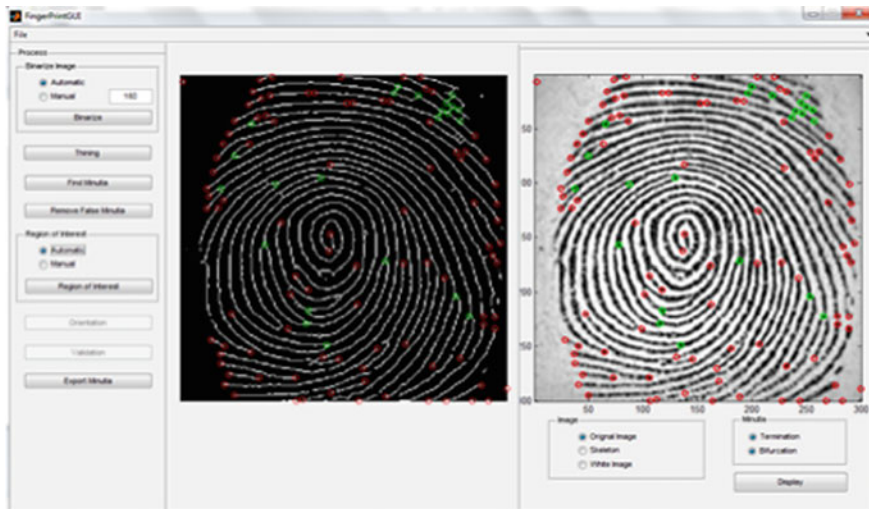 FingerPrintGUI
File
Process
Binarize Image
Automatic
Manual
160
Binarize
Thining
Find Minutia
Remove False Minutia
Region of Interest
Automatic
Manual
Region of Interest
Orientation
Validation
Export Minutia
50
100
150
200
250
300
50
100
150
200
250
300
Image
Orignal Image
Skeleton
White Image
Minutia
Termination
Bifurcation
Display